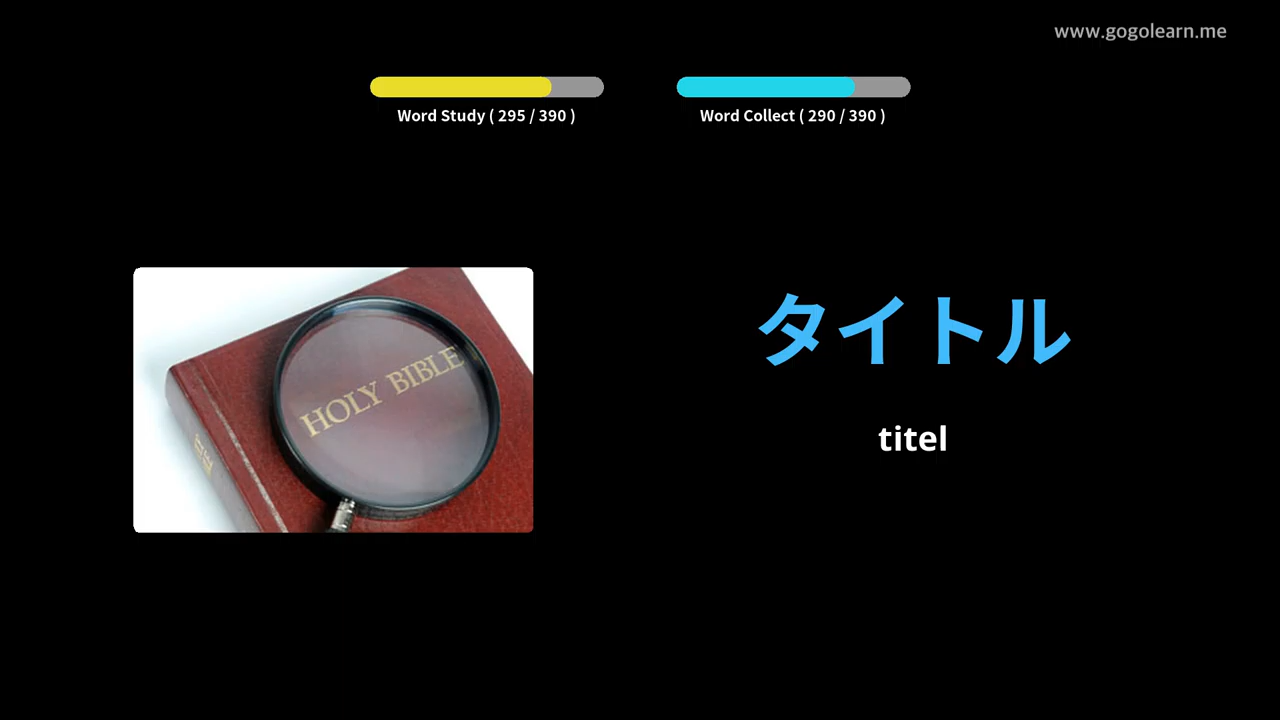 www.gogolearn.me
Word Study ( 295 / 390 )
Word Collect ( 290 / 390 )
HOLY BIBLE
タイトル
titel